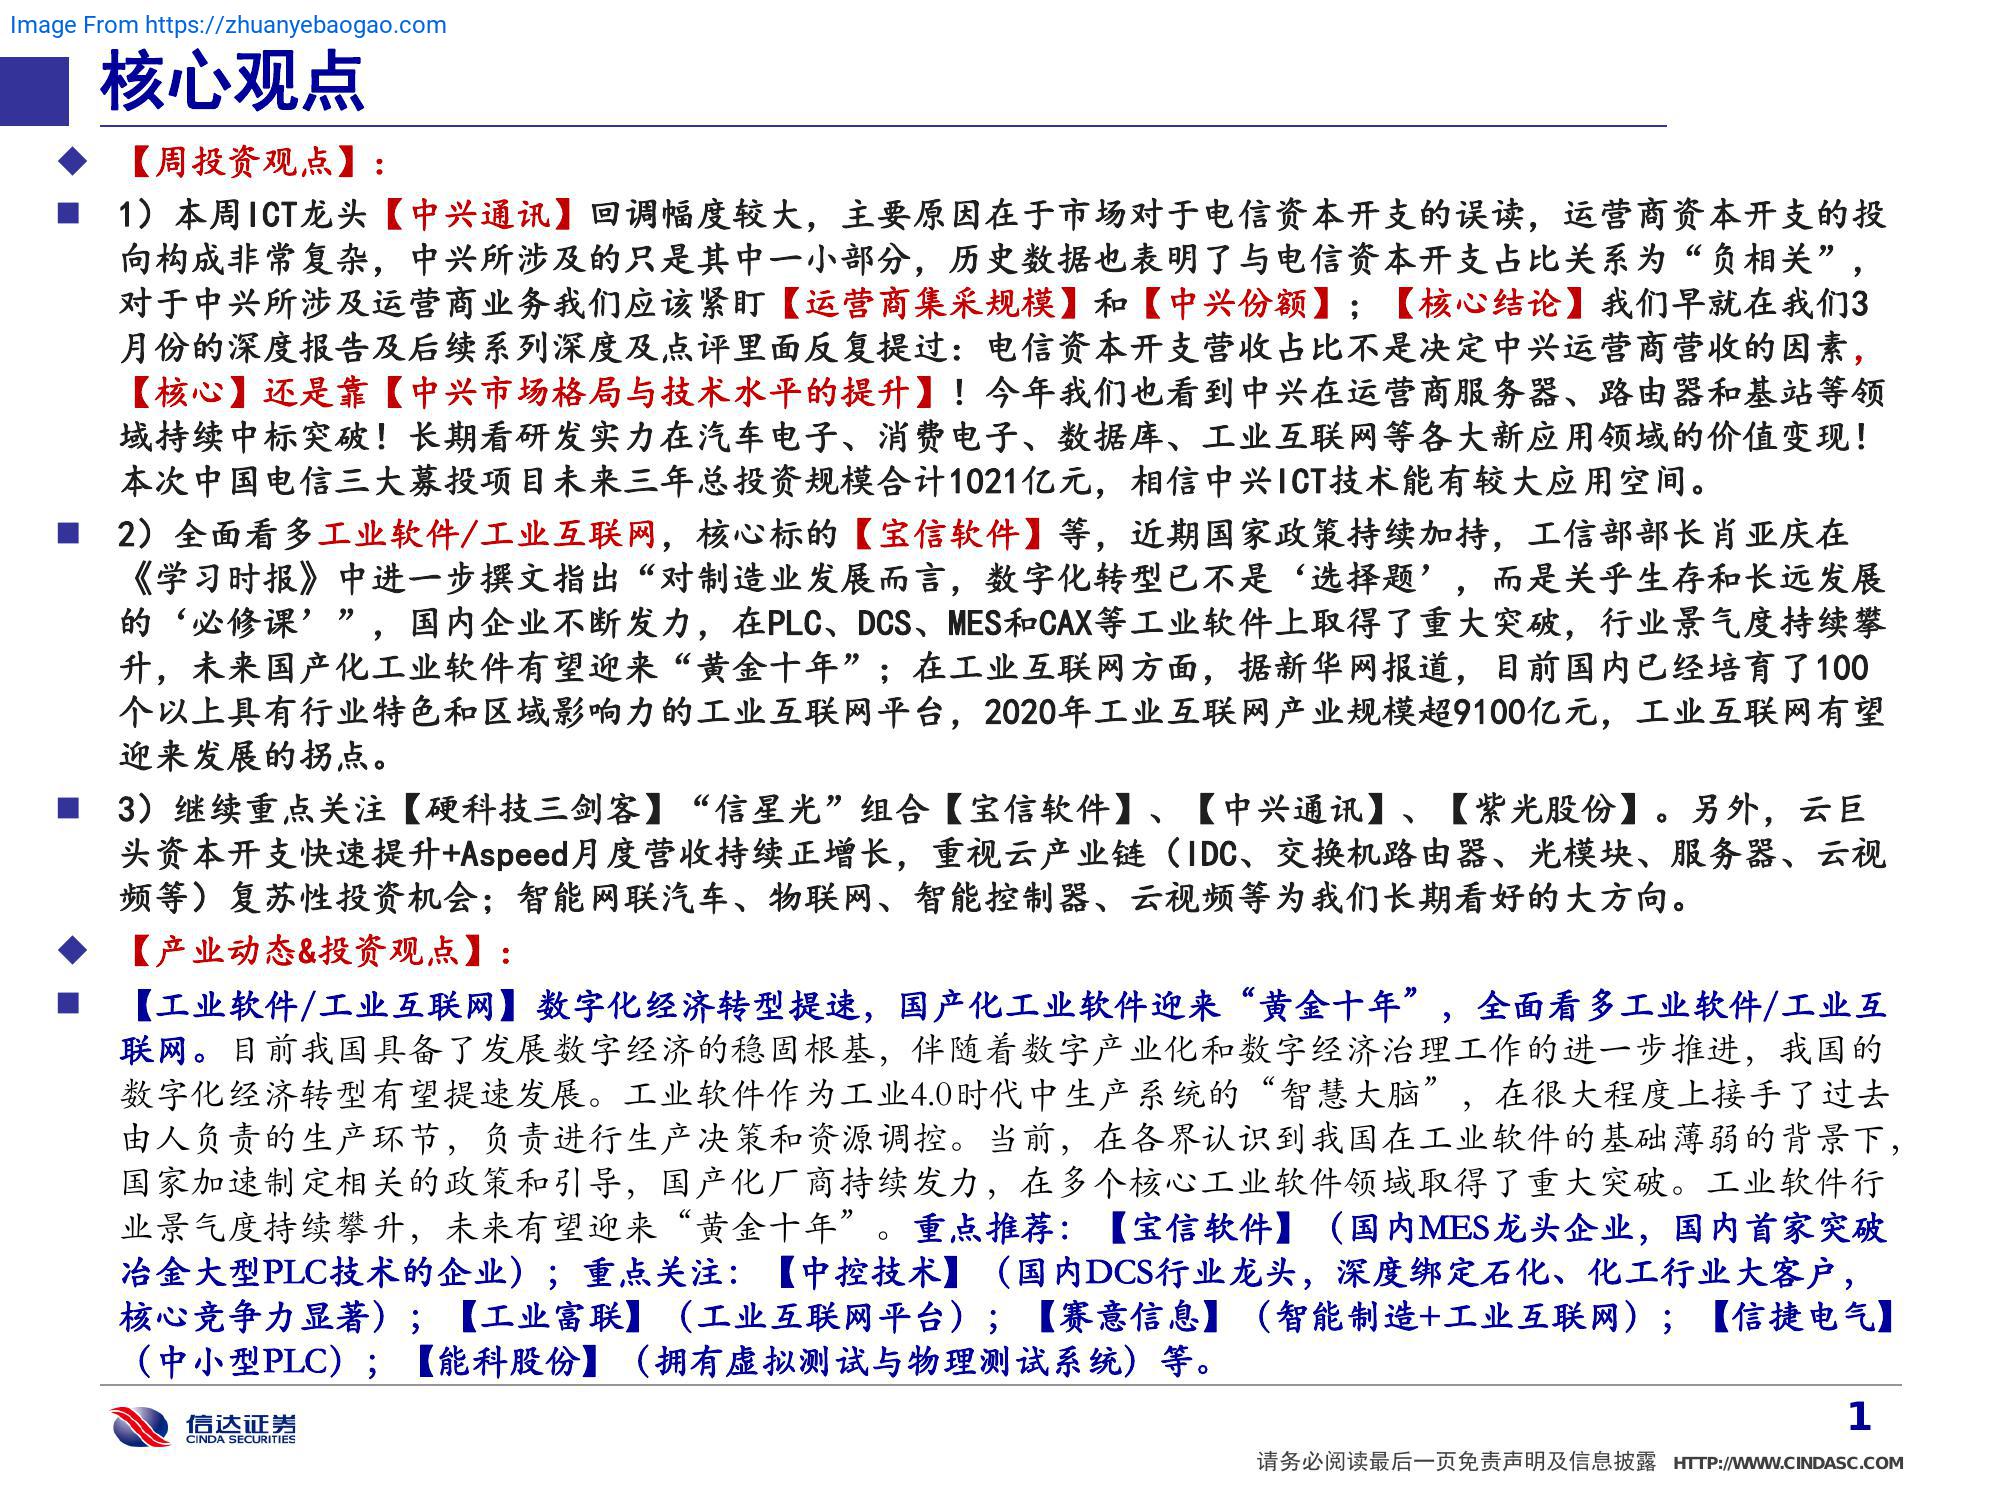 Image From https://zhuanyebaogao.com
核心观点
【周投资观点】:
1）本周ICT龙头【中兴通讯】回调幅度较大，主要原因在于市场对于电信资本开支的误读，运营商资本开支的投
向构成非常复杂，中兴所涉及的只是其中一小部分，历史数据也表明了与电信资本开支占比关系为“负相关”，
对于中兴所涉及运营商业务我们应该紧盯【运营商集采规模】和【中兴份额】；【核心结论】我们早就在我们3
月份的深度报告及后续系列深度及点评里面反复提过：电信资本开支营收占比不是决定中兴运营商营收的因素，
【核心】还是靠【中兴市场格局与技术水平的提升】！今年我们也看到中兴在运营商服务器、路由器和基站等领
域持续中标突破！长期看研发实力在汽车电子、消费电子、数据库、工业互联网等各大新应用领域的价值变现！
本次中国电信三大募投项目未来三年总投资规模合计1021亿元，相信中兴ICT技术能有较大应用空间。
2）全面看多工业软件/工业互联网，核心标的【宝信软件】等，近期国家政策持续加持，工信部部长肖亚庆在
《学习时报》中进一步撰文指出“对制造业发展而言，数字化转型已不是‘选择题’，而是关乎生存和长远发展
的‘必修课’”，国内企业不断发力，在PLC、DCS、MES和CAX等工业软件上取得了重大突破，行业景气度持续攀
升，未来国产化工业软件有望迎来“黄金十年”；在工业互联网方面，据新华网报道，目前国内已经培育了100
个以上具有行业特色和区域影响力的工业互联网平台，2020年工业互联网产业规模超9100亿元，工业互联网有望
迎来发展的拐点。
3）继续重点关注【硬科技三剑客】“信星光”组合【宝信软件】、【中兴通讯】、【紫光股份】。另外，云巨
头资本开支快速提升+Aspeed月度营收持续正增长，重视云产业链（IDC、交换机路由器、光模块、服务器、云视
频等）复苏性投资机会；智能网联汽车、物联网、智能控制器、云视频等为我们长期看好的大方向。
【产业动态&投资观点】：
【工业软件/工业互联网】数字化经济转型提速，国产化工业软件迎来“黄金十年”，全面看多工业软件/工业互
联网。目前我国具备了发展数字经济的稳固根基，伴随着数字产业化和数字经济治理工作的进一步推进，我国的
数字化经济转型有望提速发展。工业软件作为工业4.0时代中生产系统的“智慧大脑”，在很大程度上接手了过去
由人负责的生产环节，负责进行生产决策和资源调控。当前，在各界认识到我国在工业软件的基础薄弱的背景下，
国家加速制定相关的政策和引导，国产化厂商持续发力，在多个核心工业软件领域取得了重大突破。工业软件行
业景气度持续攀升，未来有望迎来“黄金十年”。重点推荐：【宝信软件】（国内MES龙头企业，国内首家突破
冶金大型PLC技术的企业）；重点关注：【中控技术】（国内DCS行业龙头，深度绑定石化、化工行业大客户，
核心竞争力显著）；【工业富联】（工业互联网平台）；【赛意信息】（智能制造+工业互联网）；【信捷电气】
（中小型PLC）；【能科股份】（拥有虚拟测试与物理测试系统）等。
信达证券
CINDA SECURITIES
1
请务必阅读最后一页免责声明及信息披露 HTTP://WWW.CINDASC.COM